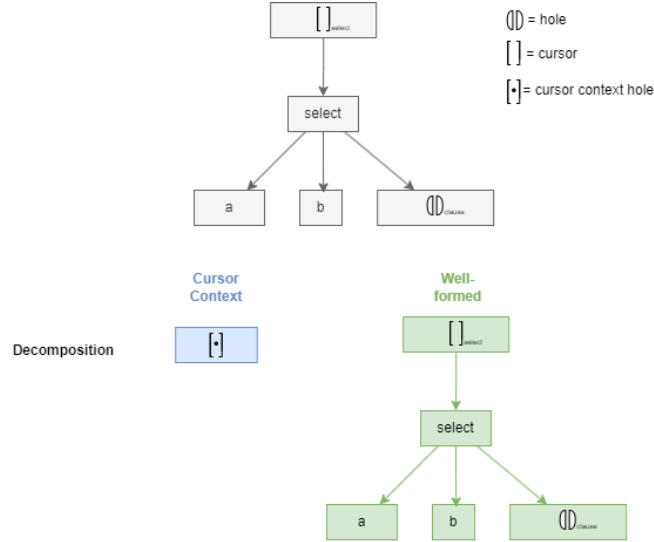 [ ]select
⦇⦈ = hole
[ ] = cursor
[•]= cursor context hole
select
a
b
⦇⦈clause
Cursor
Context
Well-
formed
Decomposition
[•]
[ ]select
select
a
b
⦇⦈clause